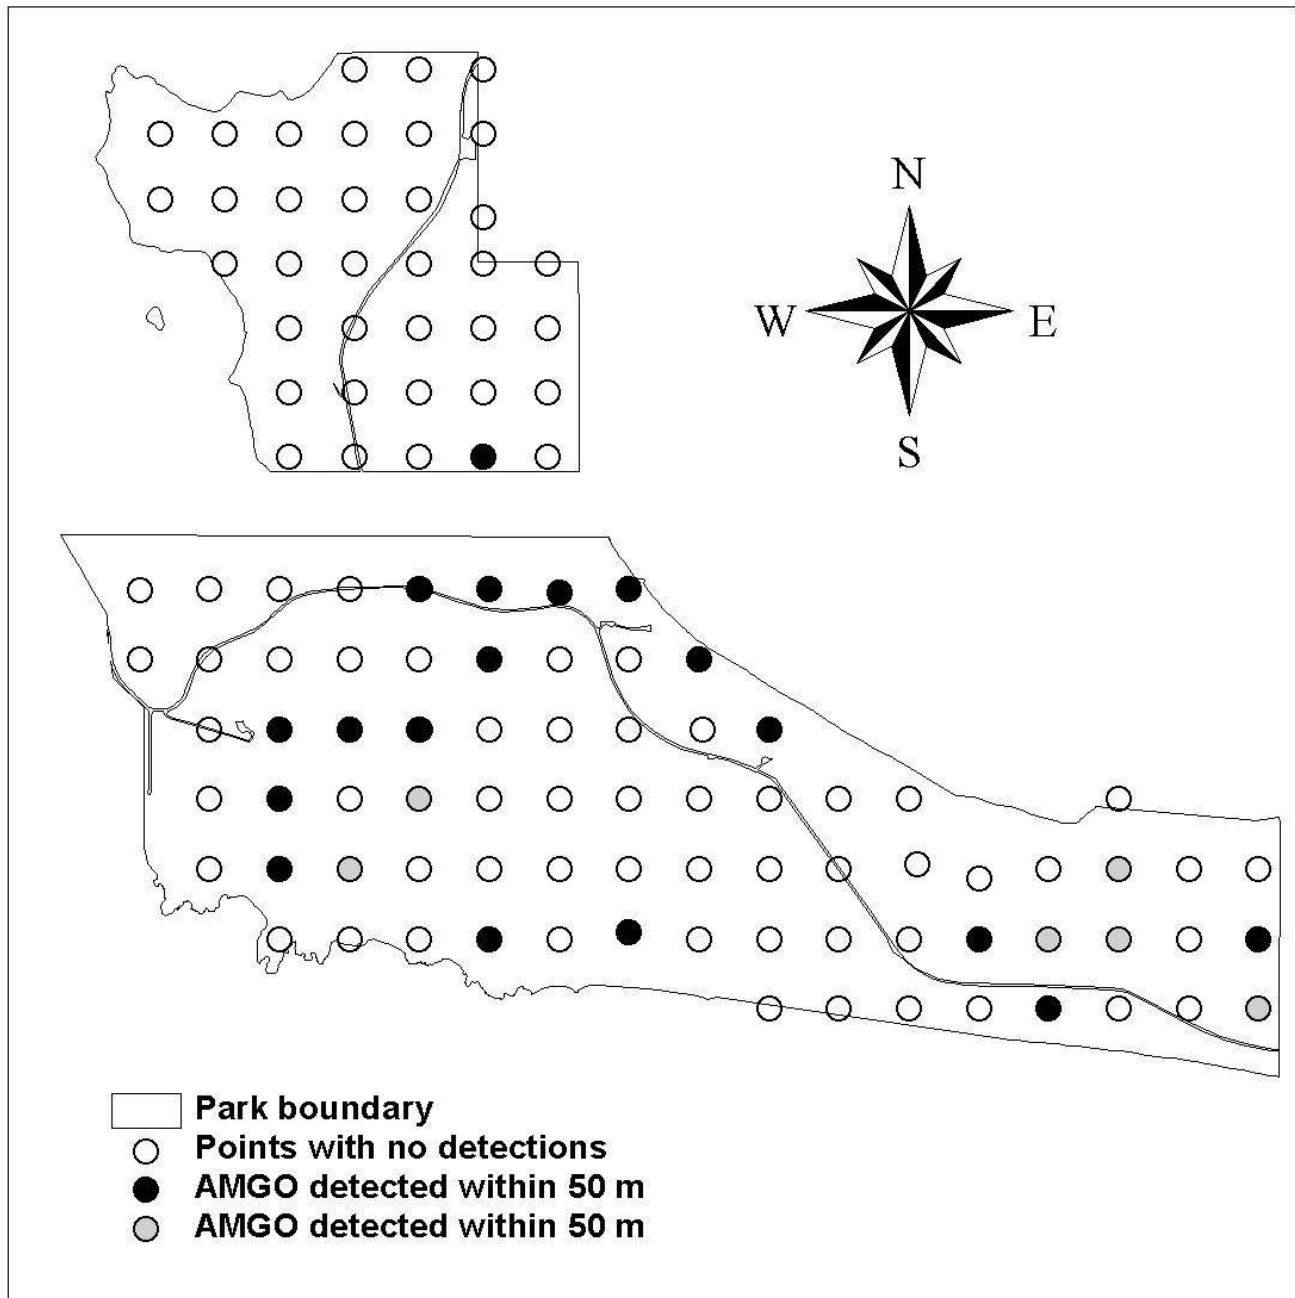 N
W
E
S
Park boundary
Points with no detections
AMGO detected within 50 m
AMGO detected within 50 m